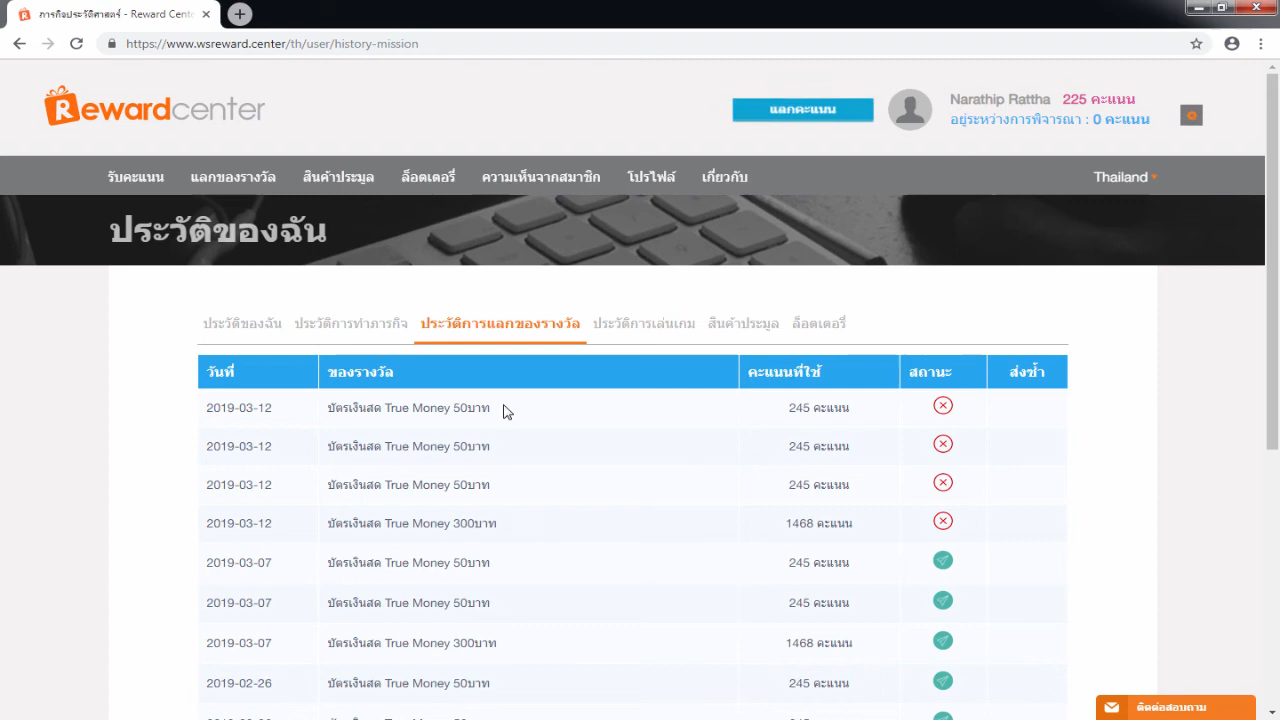 ภารกิจประวัติศาสตร์ - Reward Cente
https://www.wsreward.center/th/user/history-mission
Rewardcenter
แลกคะแนน
Narathip Rattha 225 คะแนน
อยู่ระหว่างการพิจารณา : 0 คะแนน
รับคะแนน แลกของรางวัล สินค้าประมูล ล็อตเตอรี่ ความเห็นจากสมาชิก โปรไฟล์ เกี่ยวกับ Thailand
ประวัติของฉัน
ประวัติของฉัน ประวัติการทำภารกิจ ประวัติการแลกของรางวัล ประวัติการเล่นเกม สินค้าประมูล ล็อตเตอรี่
วันที่ ของรางวัล คะแนนที่ใช้ สถานะ ส่งซ้ำ
2019-03-12 บัตรเงินสด True Money 50บาท 245 คะแนน
2019-03-12 บัตรเงินสด True Money 50บาท 245 คะแนน
2019-03-12 บัตรเงินสด True Money 50บาท 245 คะแนน
2019-03-12 บัตรเงินสด True Money 300บาท 1468 คะแนน
2019-03-07 บัตรเงินสด True Money 50บาท 245 คะแนน
2019-03-07 บัตรเงินสด True Money 50บาท 245 คะแนน
2019-03-07 บัตรเงินสด True Money 300บาท 1468 คะแนน
2019-02-26 บัตรเงินสด True Money 50บาท 245 คะแนน
ติดต่อสอบถาม